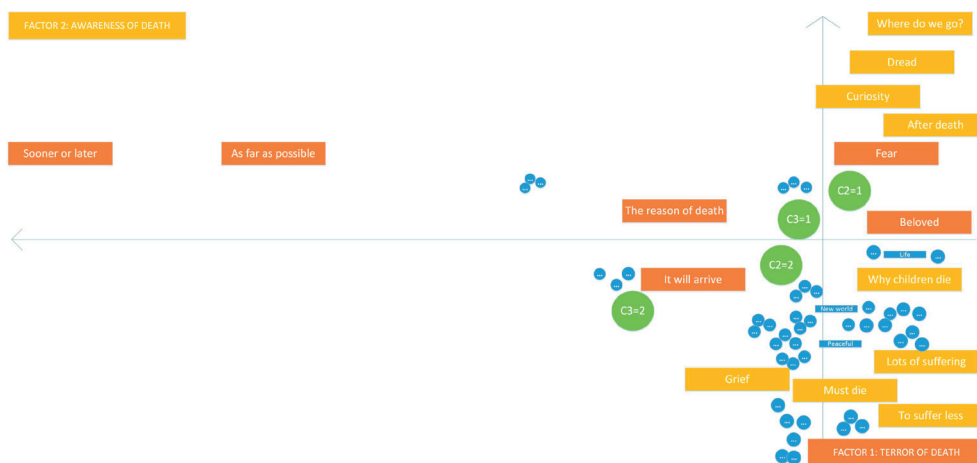 FACTOR 2: AWARENESS OF DEATH
Where do we go?
Dread
Curiosity
After death
Sooner or later
As far as possible
Fear
C2=1
The reason of death
C3=1
Beloved
Life
C2=2
It will arrive
Why children die
C3=2
New world
Peaceful
Lots of suffering
Grief
Must die
To suffer less
FACTOR 1: TERROR OF DEATH